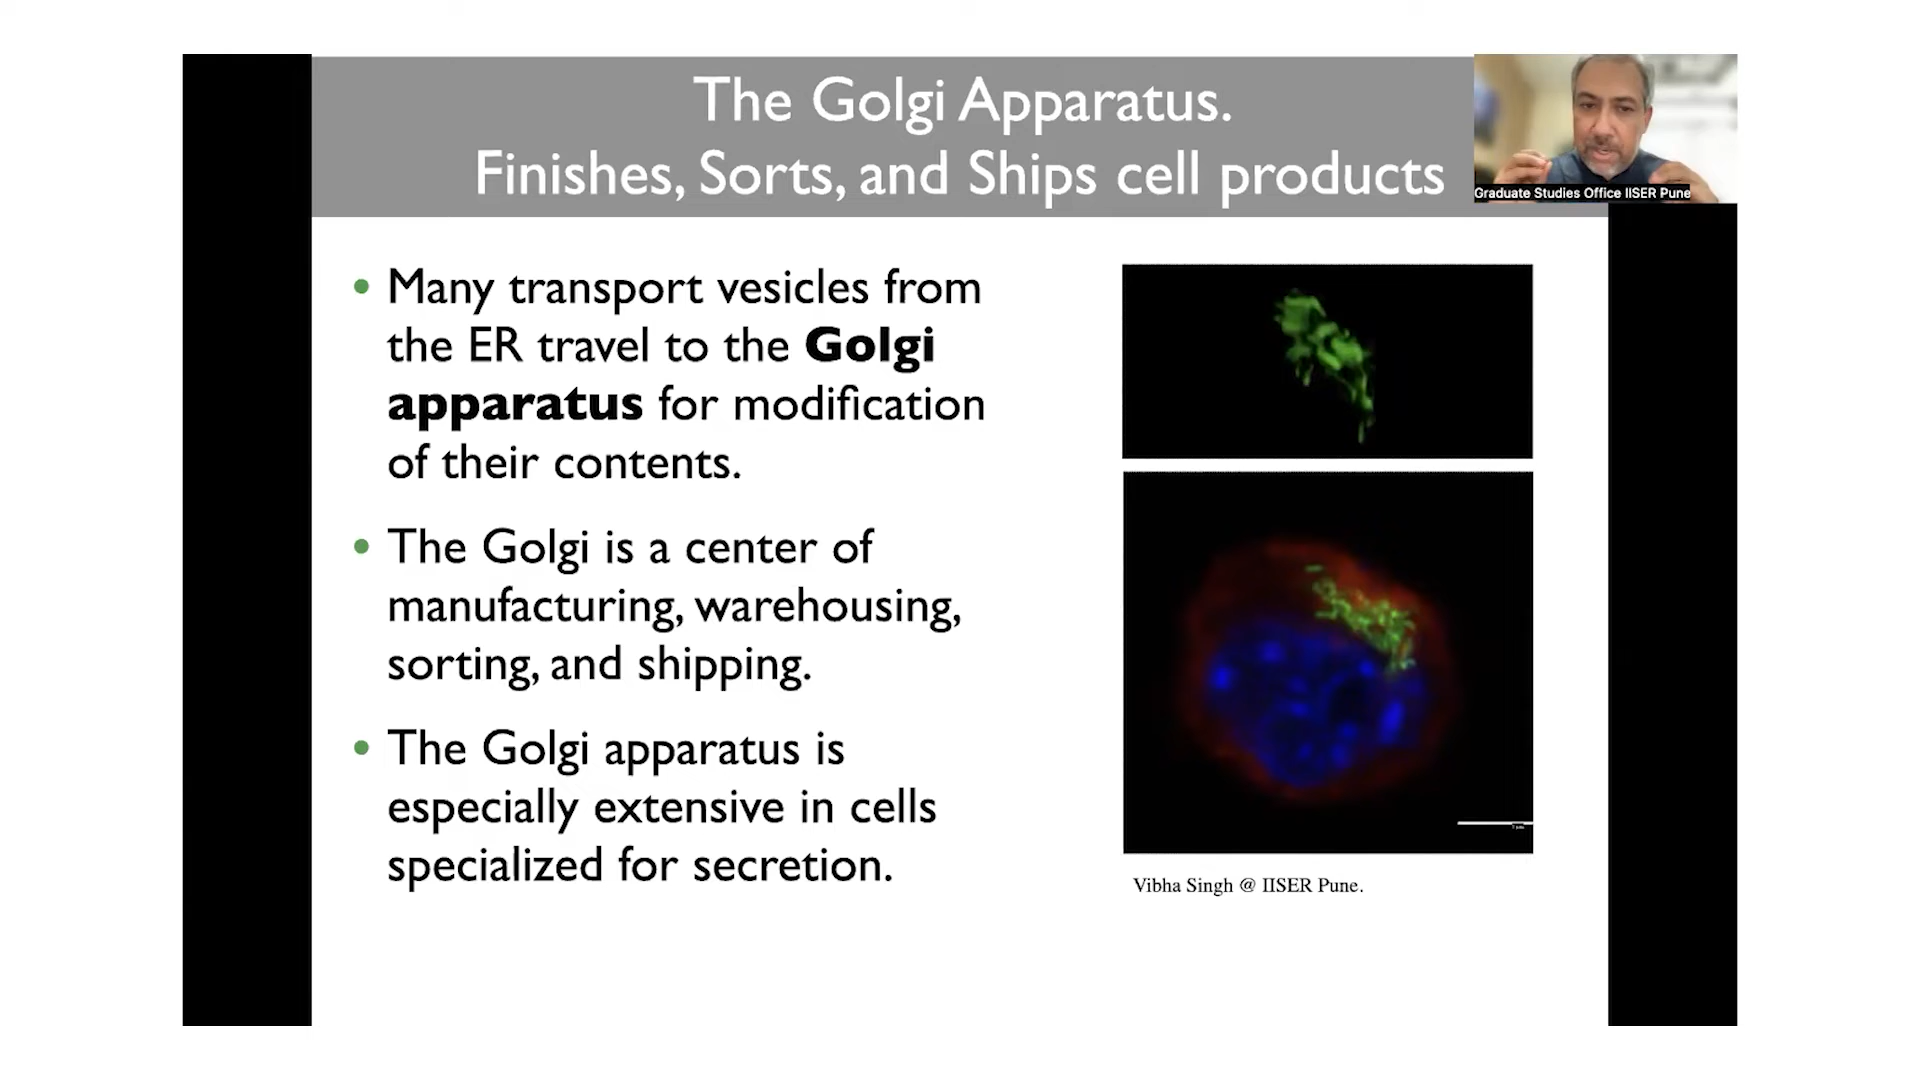 The Golgi Apparatus.
Finishes, Sorts, and Ships cell products
Graduate Studies Office IISER Pune
• Many transport vesicles from
the ER travel to the Golgi
apparatus for modification
of their contents.
• The Golgi is a center of
manufacturing, warehousing,
sorting, and shipping.
• The Golgi apparatus is
especially extensive in cells
specialized for secretion.
Vibha Singh @ IISER Pune.